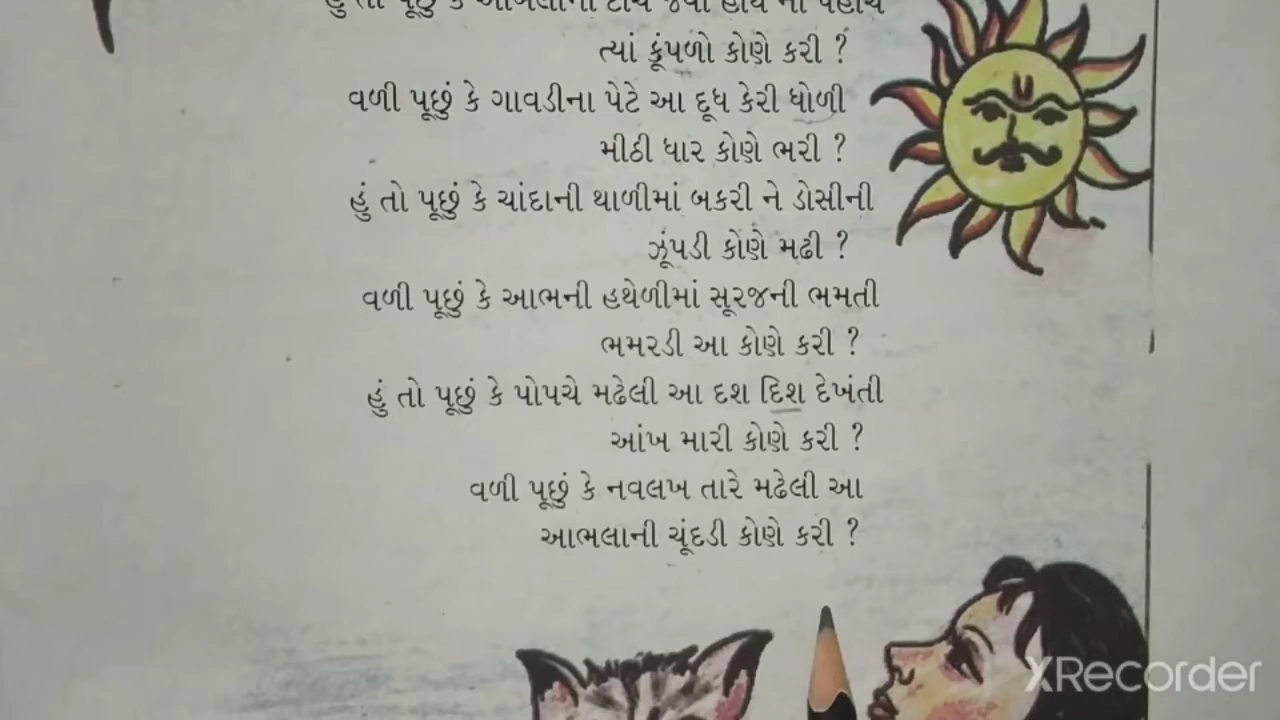 હું તો પૂછું કે
ત્યાં કૂંપળો કોણે કરી ?
વળી પૂછું કે ગાવડીના પેટે આ દૂધ કેરી ધોળી
મીઠી ધાર કોણે ભરી ?
હું તો પૂછું કે ચાંદાની થાળીમાં બકરી ને ડોસીની
ઝૂંપડી કોણે મઢી ?
વળી પૂછું કે આભની હથેળીમાં સૂરજની ભમતી
ભમરડી આ કોણે કરી ?
હું તો પૂછું કે પોપચે મઢેલી આ દશ દિશ દેખંતી
આંખ મારી કોણે કરી ?
વળી પૂછું કે નવલખ તારે મઢેલી આ
આભલાની ચૂંદડી કોણે કરી ?
XRecorder